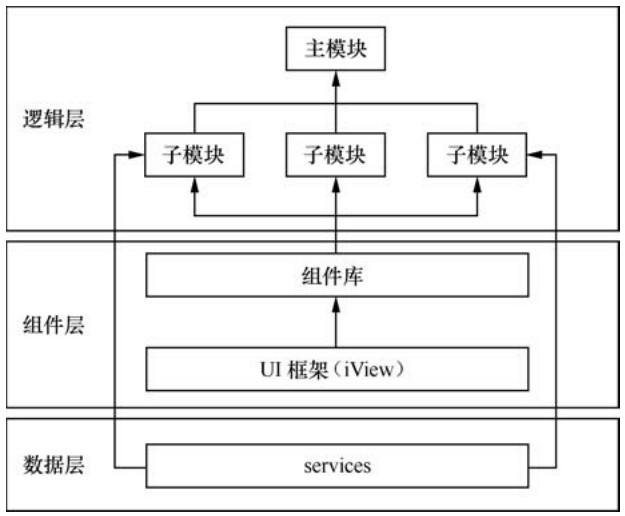 主模块
逻辑层
子模块 子模块 子模块
组件库
组件层
UI 框架（iView）
数据层 services